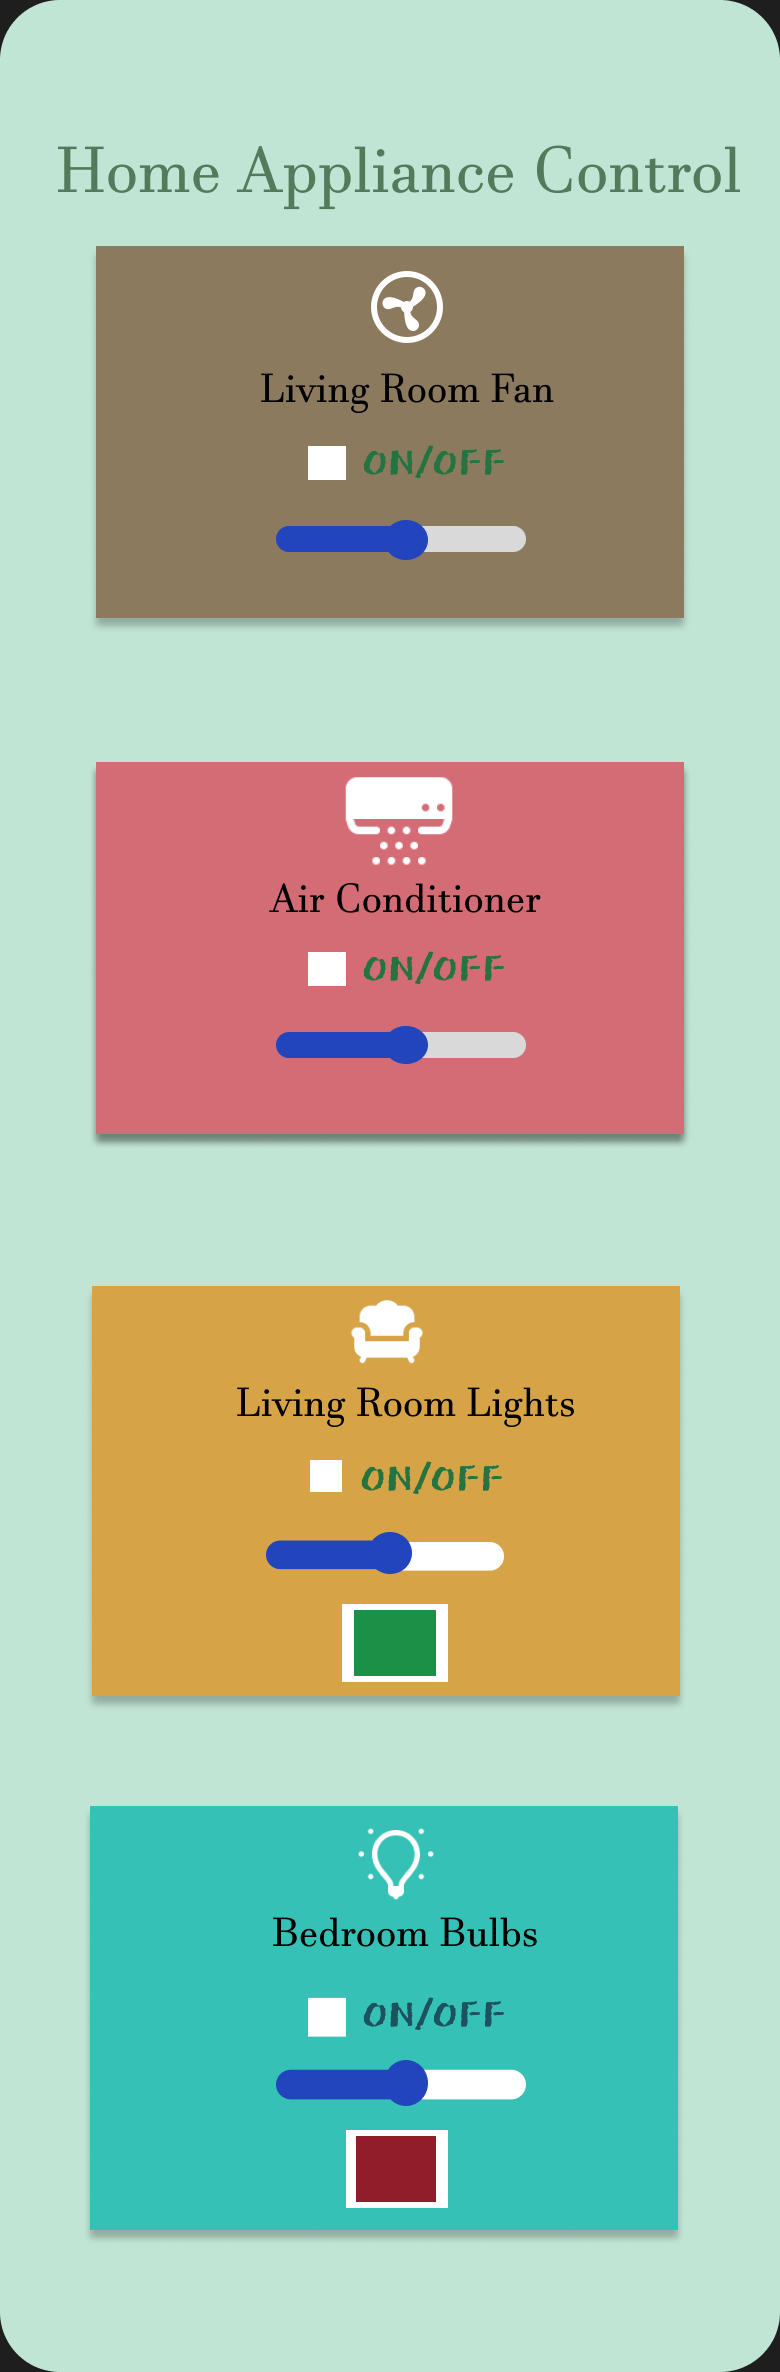 Home Appliance Control
Living Room Fan
ON/OFF
Air Conditioner
ON/OFF
Living Room Lights
ON/OFF
Bedroom Bulbs
ON/OFF